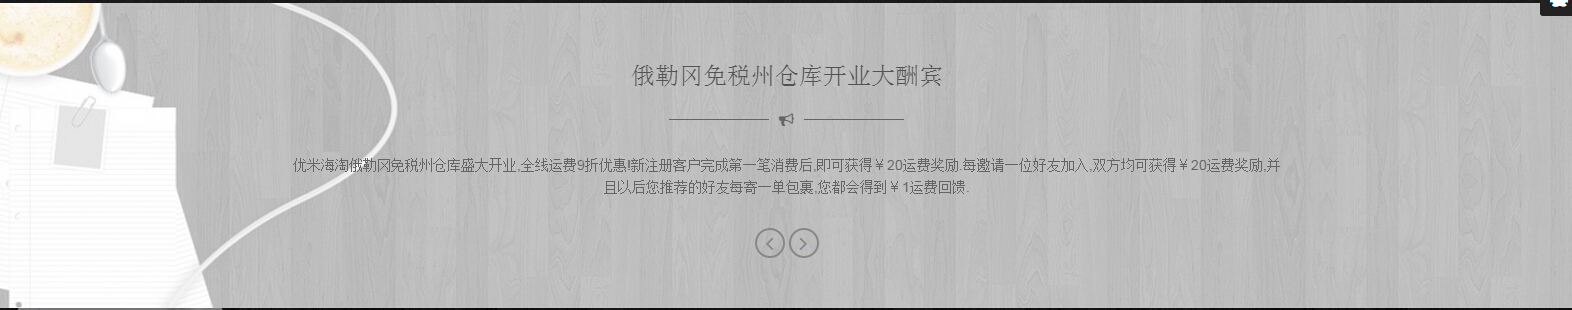 俄勒冈免税州仓库开业大酬宾
优米海淘俄勒冈免税州仓库盛大开业,全线运费9折优惠!新注册客户完成第一笔消费后,即可获得￥20运费奖励.每邀请一位好友加入,双方均可获得￥20运费奖励,并
且以后您推荐的好友每寄一单包裹,您都会得到￥1运费回馈.